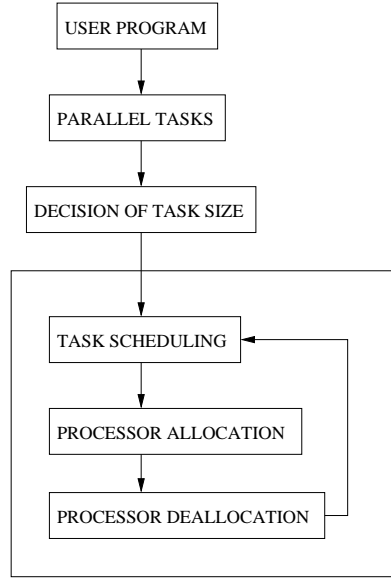 USER PROGRAM
PARALLEL TASKS
DECISION OF TASK SIZE
TASK SCHEDULING
PROCESSOR ALLOCATION
PROCESSOR DEALLOCATION